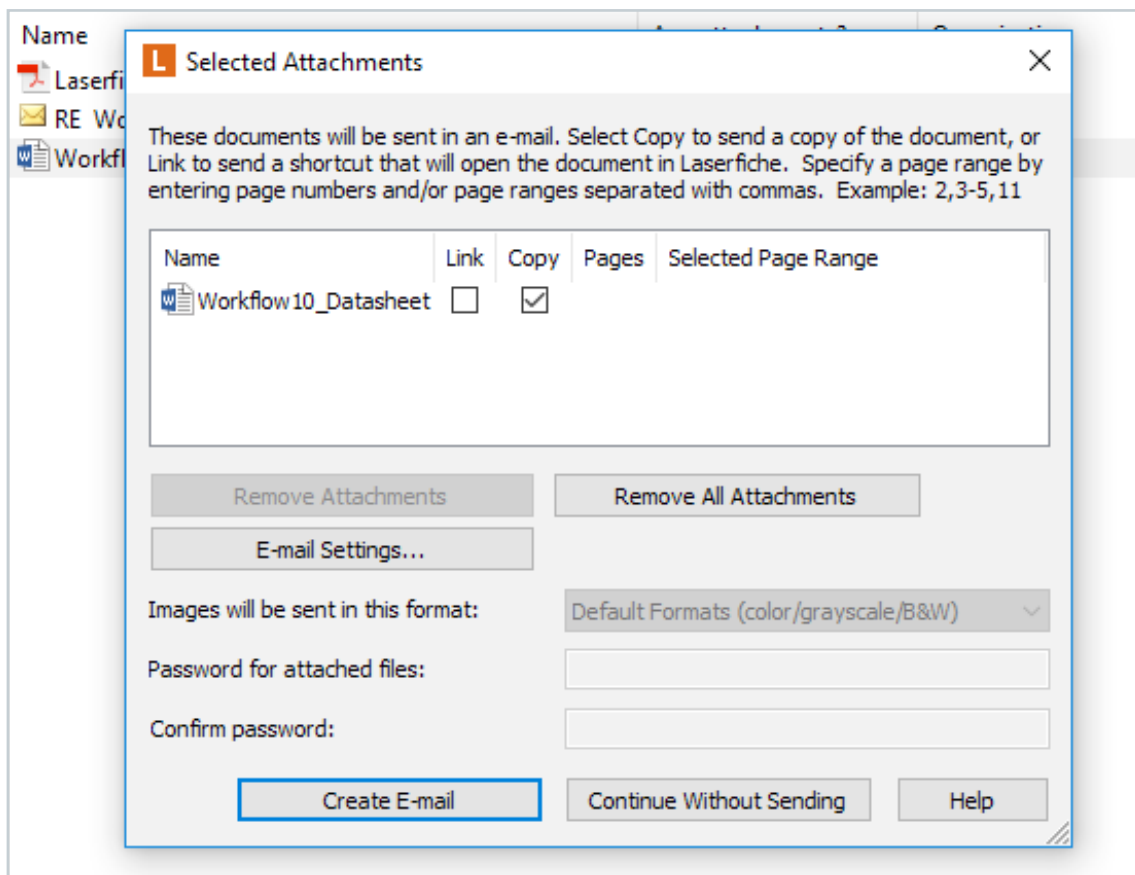 Name
L Selected Attachments
Laserfi
RE Wo
Workfl
These documents will be sent in an e-mail. Select Copy to send a copy of the document, or
Link to send a shortcut that will open the document in Laserfiche. Specify a page range by
entering page numbers and/or page ranges separated with commas. Example: 2,3-5,11
Name Link Copy Pages Selected Page Range
Workflow10_Datasheet
Remove Attachments Remove All Attachments
E-mail Settings...
Images will be sent in this format: Default Formats (color/grayscale/B&W)
Password for attached files:
Confirm password:
Create E-mail Continue Without Sending Help